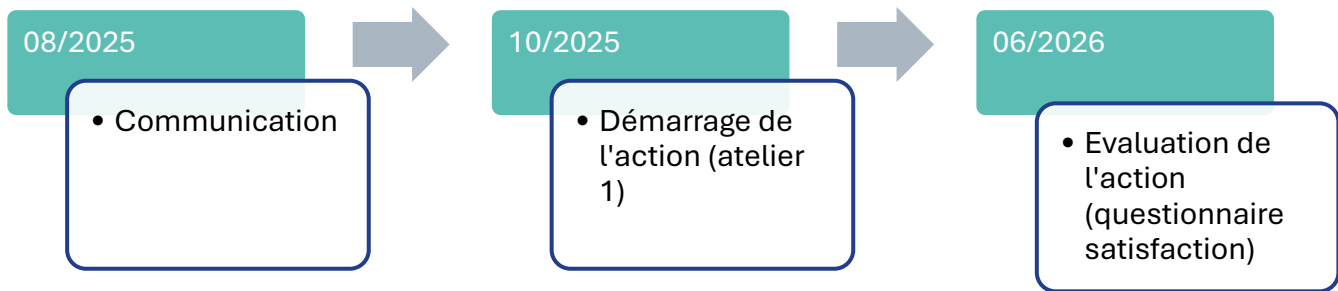 08/2025
• Communication
10/2025
• Démarrage de
l'action (atelier
1)
06/2026
• Evaluation de
l'action
(questionnaire
satisfaction)